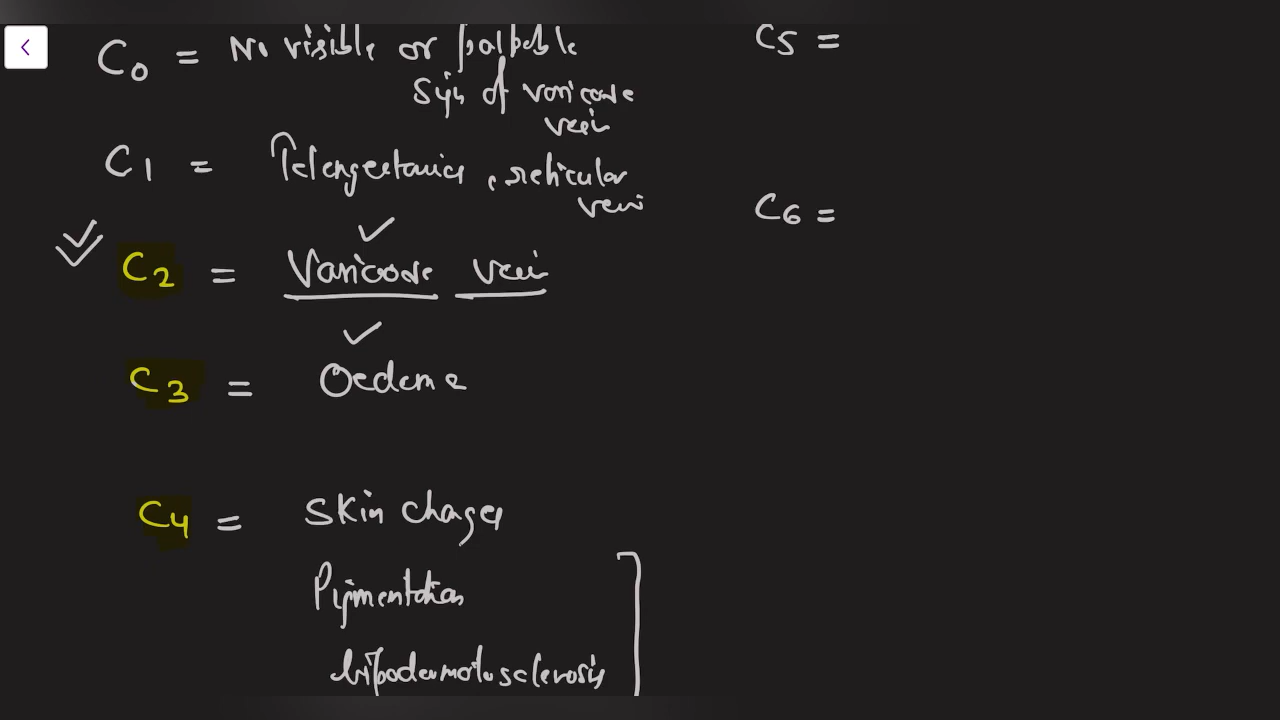 C0 = No visible or palpable
Sign of varicose
vein
C1 = Telengectancies, reticular
vein
C2 = Varicose vein
C3 = Oedema
C4 = Skin changes
Pigmentation
lipodermatosclerosis
C5 =
C6 =